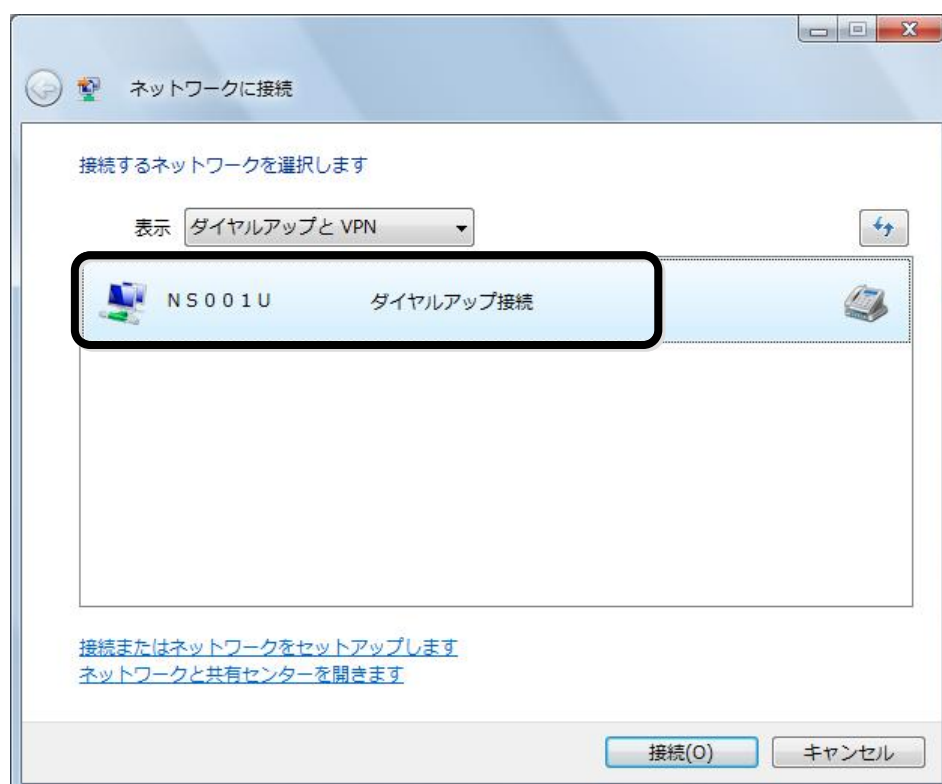 ネットワークに接続
接続するネットワークを選択します
表示 ダイヤルアップと VPN
NS001U ダイヤルアップ接続
接続またはネットワークをセットアップします
ネットワークと共有センターを開きます
接続(O) キャンセル